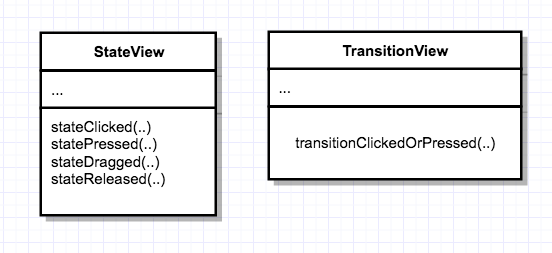 StateView
...
stateClicked(..)
statePressed(..)
stateDragged(..)
stateReleased(..)
TransitionView
...
transitionClickedOrPressed(..)